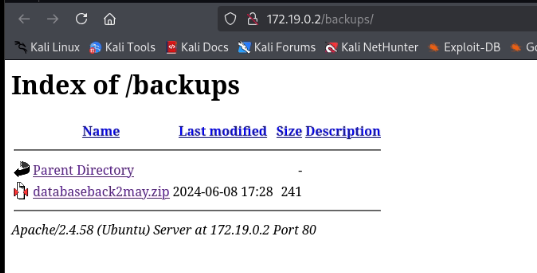 172.19.0.2/backups/
Kali Linux Kali Tools Kali Docs Kali Forums Kali NetHunter Exploit-DB
Index of /backups
Name Last modified Size Description
Parent Directory -
databaseback2may.zip 2024-06-08 17:28 241
Apache/2.4.58 (Ubuntu) Server at 172.19.0.2 Port 80